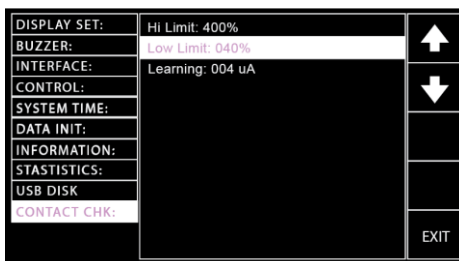 DISPLAY SET:
BUZZER:
INTERFACE:
CONTROL:
SYSTEM TIME:
DATA INIT:
INFORMATION:
STASTISTICS:
USB DISK
CONTACT CHK:
Hi Limit: 400%
Low Limit: 040%
Learning: 004 uA
EXIT